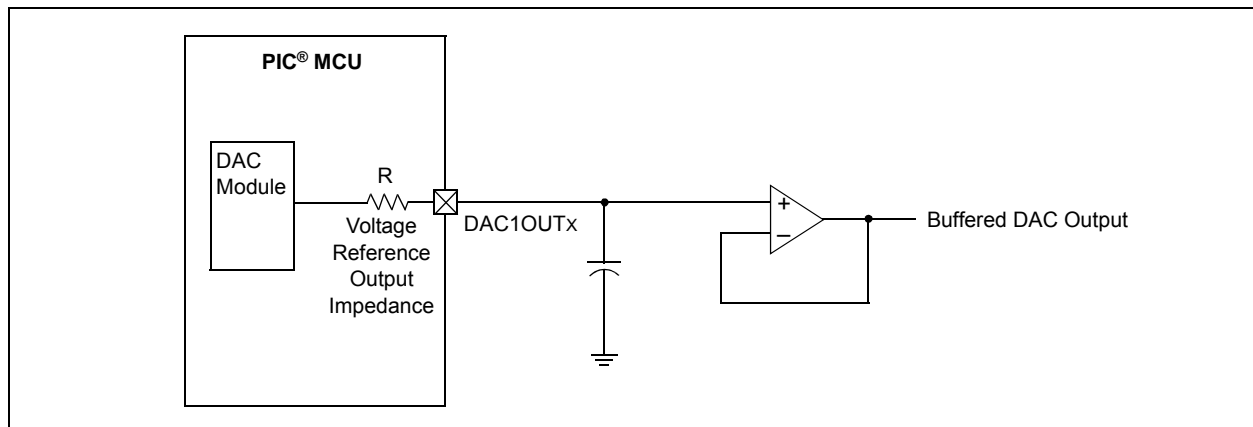 PIC® MCU
DAC
Module
R
Voltage
Reference
Output
Impedance
DAC1OUTX
+
–
Buffered DAC Output